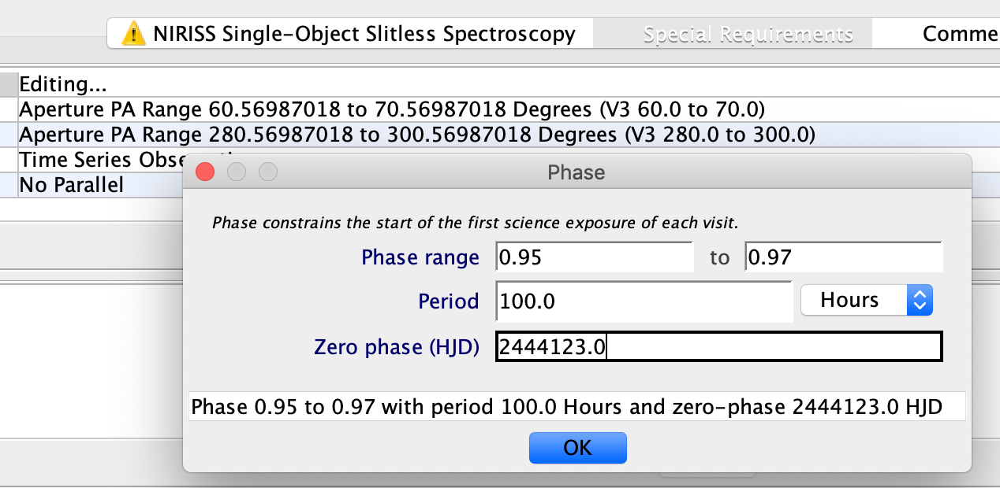 NIRISS Single-Object Slitless Spectroscopy Special Requirements
Editing...
Aperture PA Range 60.56987018 to 70.56987018 Degrees (V3 60.0 to 70.0)
Aperture PA Range 280.56987018 to 300.56987018 Degrees (V3 280.0 to 300.0)
Time Series
No Parallel
Phase
Phase constrains the start of the first science exposure of each visit.
Phase range 0.95 to 0.97
Period 100.0 Hours
Zero phase (HJD) 2444123.0
Phase 0.95 to 0.97 with period 100.0 Hours and zero-phase 2444123.0 HJD
OK